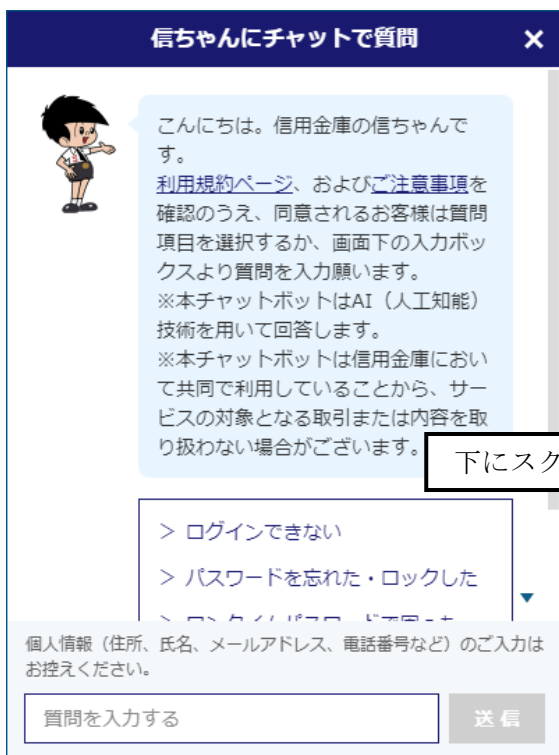 信ちゃんにチャットで質問
こんにちは。信用金庫の信ちゃんで
す。
利用規約ページ、およびご注意事項を
確認のうえ、同意されるお客様は質問
項目を選択するか、画面下の入力ボッ
クスより質問を入力願います。
※本チャットボットはAI（人工知能）
技術を用いて回答します。
※本チャットボットは信用金庫におい
て共同で利用していることから、サー
ビスの対象となる取引または内容を取
り扱わない場合がございます。
下にスク
＞ ログインできない
＞ パスワードを忘れた・ロックした
個人情報（住所、氏名、メールアドレス、電話番号など）のご入力は
お控えください。
質問を入力する
送信